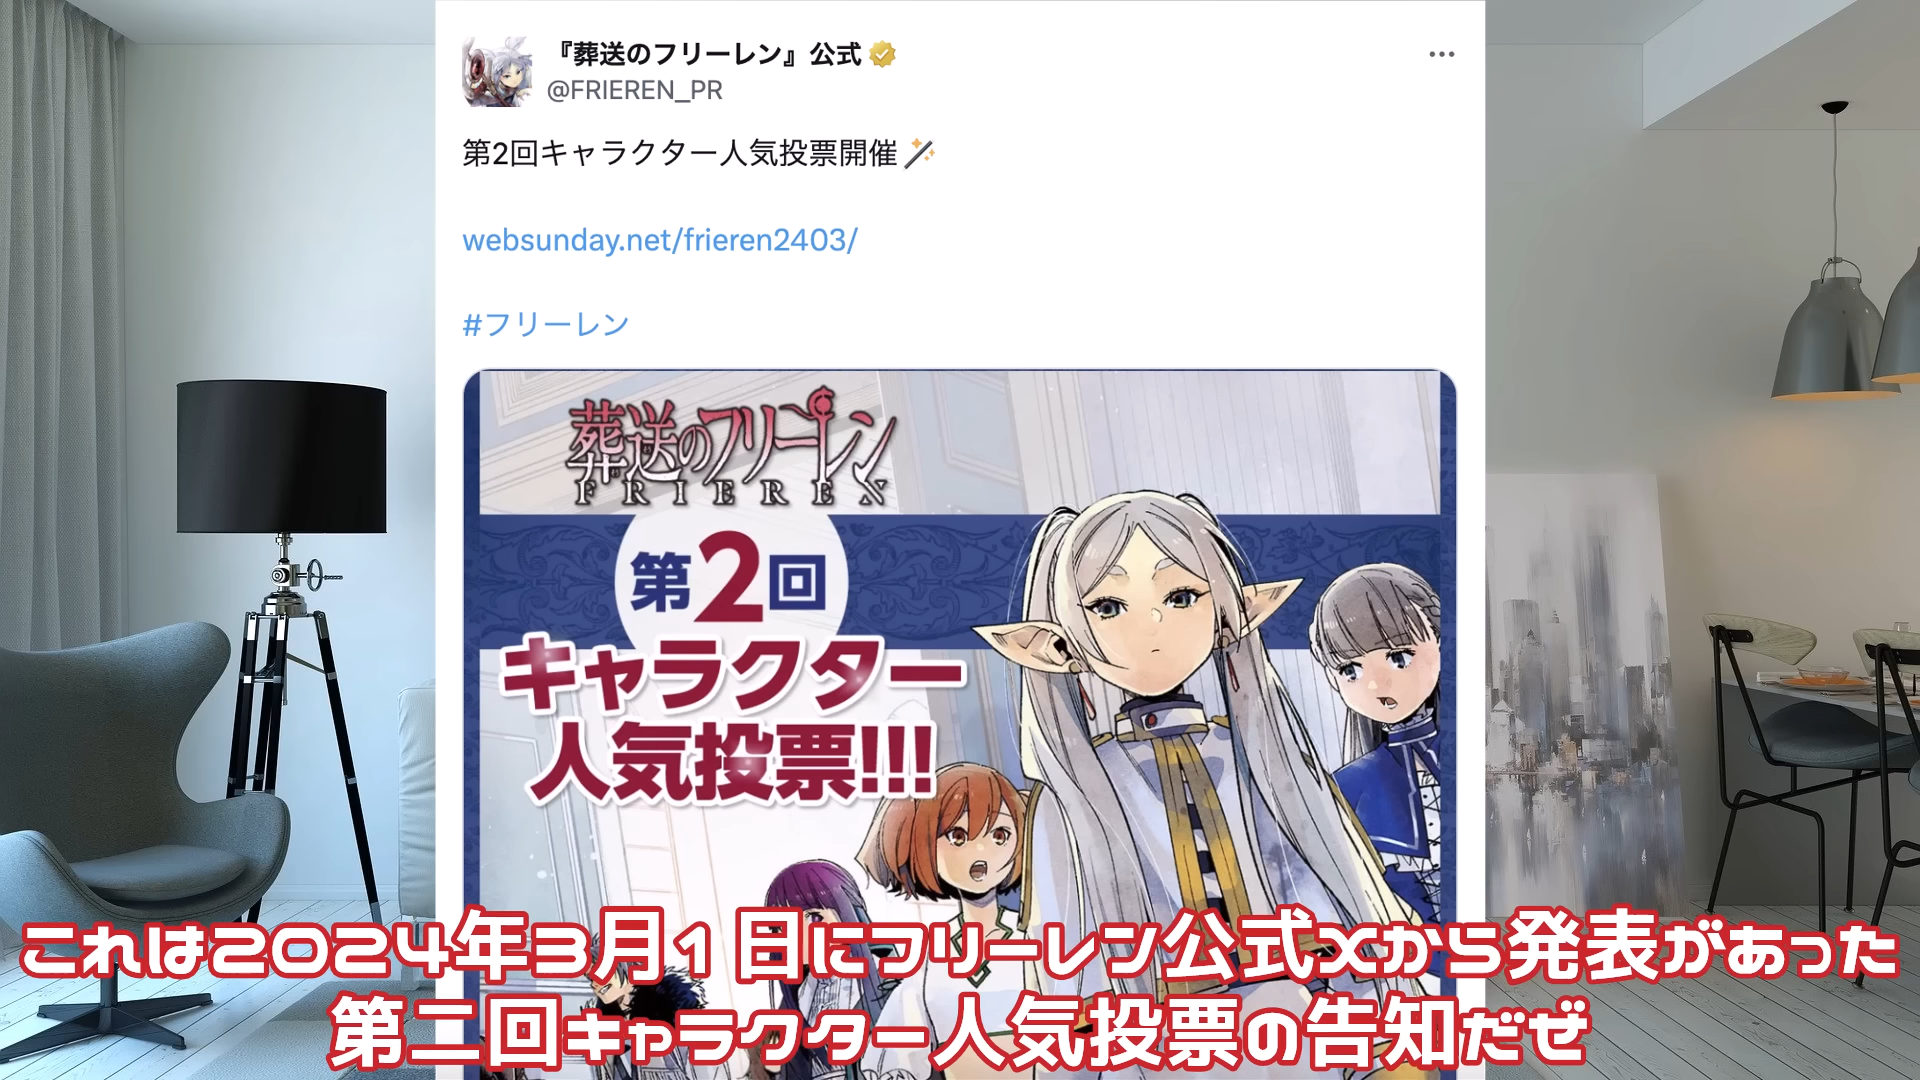 『葬送のフリーレン』公式
@FRIEREN_PR
第2回キャラクター人気投票開催
websunday.net/frieren2403/
#フリーレン
葬送のフリーレン
FRIEREN
第2回
キャラクター
人気投票!!!
これは2024年3月1日にフリーレン公式Xから発表があった
第二回キャラクター人気投票の告知だぜ